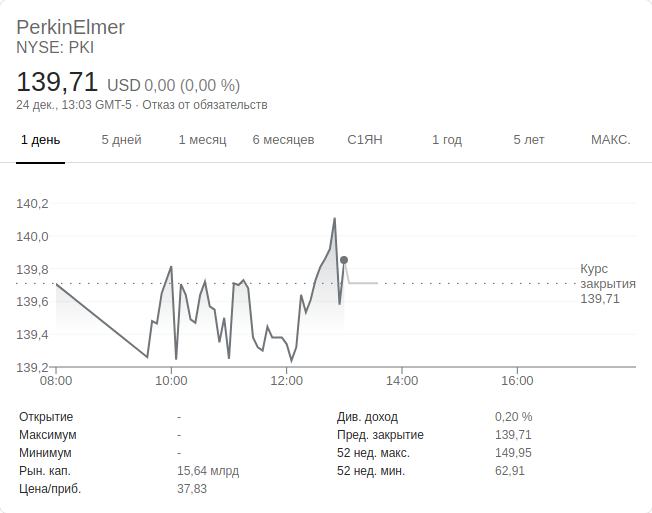 PerkinElmer
NYSE: PKI
139,71 USD 0,00 (0,00 %)
24 дек., 13:03 GMT-5 · Отказ от обязательств
1 день 5 дней 1 месяц 6 месяцев С1ЯН 1 год 5 лет МАКС.
140,2
140,0
139,8
139,6
139,4
139,2
Курс
закрытия
139,71
08:00 10:00 12:00 14:00 16:00
Открытие - Див. доход 0,20 %
Максимум - Пред. закрытие 139,71
Минимум - 52 нед. макс. 149,95
Рын. кап. 15,64 млрд 52 нед. мин. 62,91
Цена/приб. 37,83